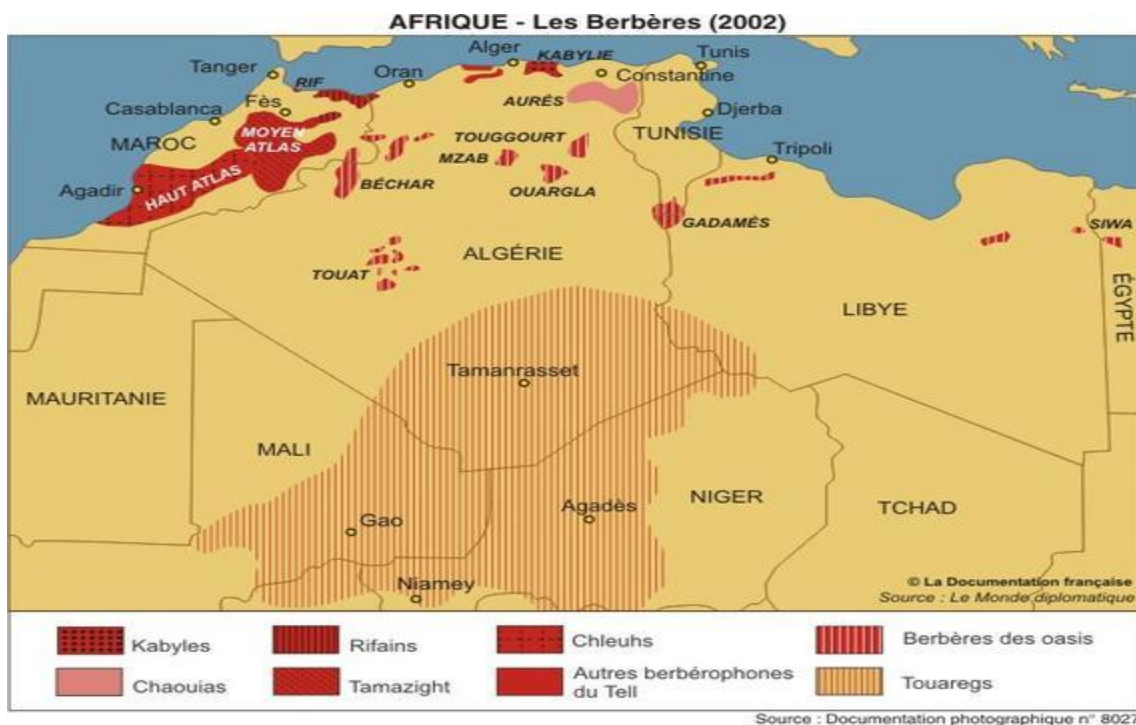 AFRIQUE - Les Berbères (2002)
Alger
KABYLIE
Tunis
Tanger
Oran
Constantine
RIF
Casablanca
Fès
AURÉS
Djerba
MAROC
MOYEN
ATLAS
TOUGGOURT
TUNISIE
MZAB
Tripoli
Agadir
HAUT ATLAS
BÉCHAR
OUARGLA
GADAMÉS
SIWA
ALGÉRIE
TOUAT
LIBYE
ÉGYPTE
Tamanrasset
MAURITANIE
MALI
Agadès
NIGER
TCHAD
Gao
Niamey
© La Documentation française
Source : Le Monde diplomatique
Kabyles
Rifains
Chleuhs
Berbères des oasis
Chaouias
Tamazight
Autres berbérophones
du Tell
Touaregs
Source : Documentation photographique n° 8027